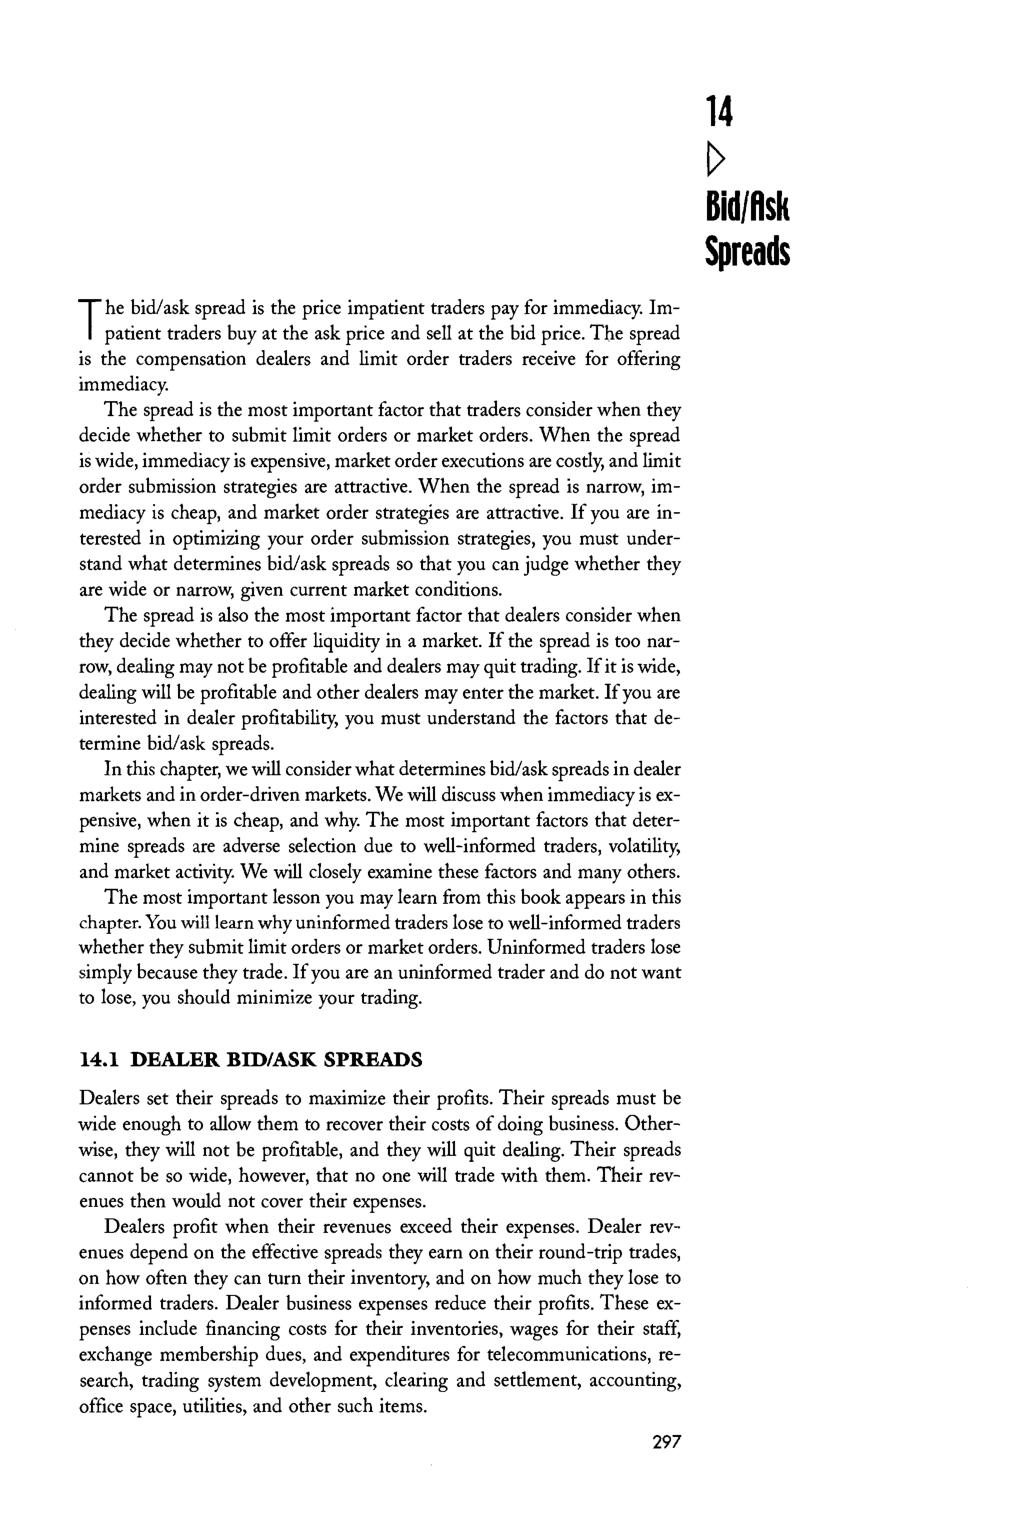 14
Bid/Ask
Spreads
The bid/ask spread is the price impatient traders pay for immediacy. Im-
patient traders buy at the ask price and sell at the bid price. The spread
is the compensation dealers and limit order traders receive for offering
immediacy.
The spread is the most important factor that traders consider when they
decide whether to submit limit orders or market orders. When the spread
is wide, immediacy is expensive, market order executions are costly, and limit
order submission strategies are attractive. When the spread is narrow, im-
mediacy is cheap, and market order strategies are attractive. If you are in-
terested in optimizing your order submission strategies, you must under-
stand what determines bid/ask spreads so that you can judge whether they
are wide or narrow, given current market conditions.
The spread is also the most important factor that dealers consider when
they decide whether to offer liquidity in a market. If the spread is too nar-
row, dealing may not be profitable and dealers may quit trading. If it is wide,
dealing will be profitable and other dealers may enter the market. If you are
interested in dealer profitability, you must understand the factors that de-
termine bid/ask spreads.
In this chapter, we will consider what determines bid/ask spreads in dealer
markets and in order-driven markets. We will discuss when immediacy is ex-
pensive, when it is cheap, and why. The most important factors that deter-
mine spreads are adverse selection due to well-informed traders, volatility,
and market activity. We will closely examine these factors and many others.
The most important lesson you may learn from this book appears in this
chapter. You will learn why uninformed traders lose to well-informed traders
whether they submit limit orders or market orders. Uninformed traders lose
simply because they trade. If you are an uninformed trader and do not want
to lose, you should minimize your trading.
14.1 DEALER BID/ASK SPREADS
Dealers set their spreads to maximize their profits. Their spreads must be
wide enough to allow them to recover their costs of doing business. Other-
wise, they will not be profitable, and they will quit dealing. Their spreads
cannot be so wide, however, that no one will trade with them. Their rev-
enues then would not cover their expenses.
Dealers profit when their revenues exceed their expenses. Dealer rev-
enues depend on the effective spreads they earn on their round-trip trades,
on how often they can turn their inventory, and on how much they lose to
informed traders. Dealer business expenses reduce their profits. These ex-
penses include financing costs for their inventories, wages for their staff,
exchange membership dues, and expenditures for telecommunications, re-
search, trading system development, clearing and settlement, accounting,
office space, utilities, and other such items.
297